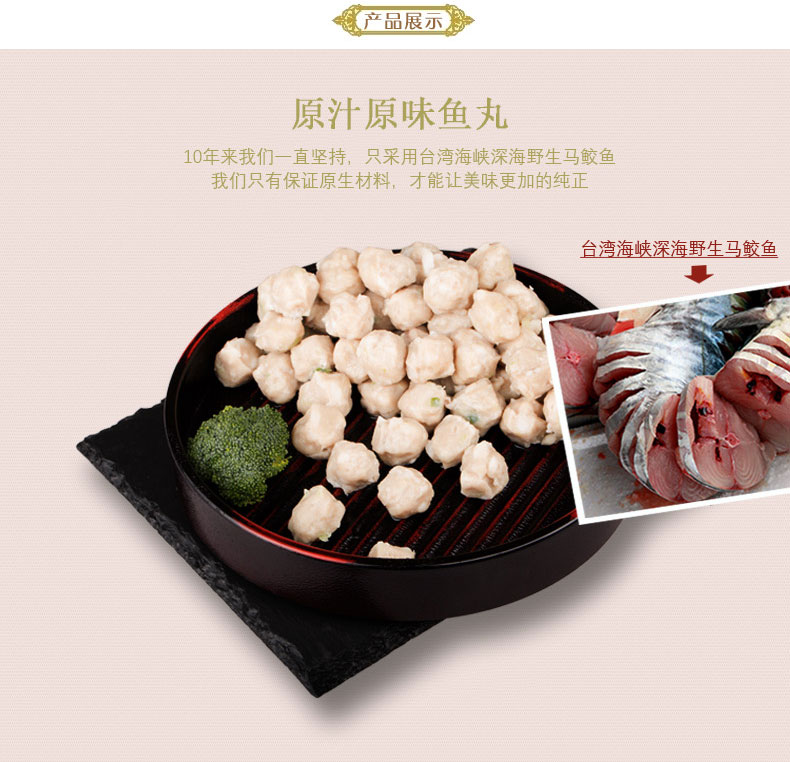 产品展示
原汁原味鱼丸
10年来我们一直坚持，只采用台湾海峡深海野生马鲛鱼
我们只有保证原生材料，才能让美味更加的纯正
台湾海峡深海野生马鲛鱼